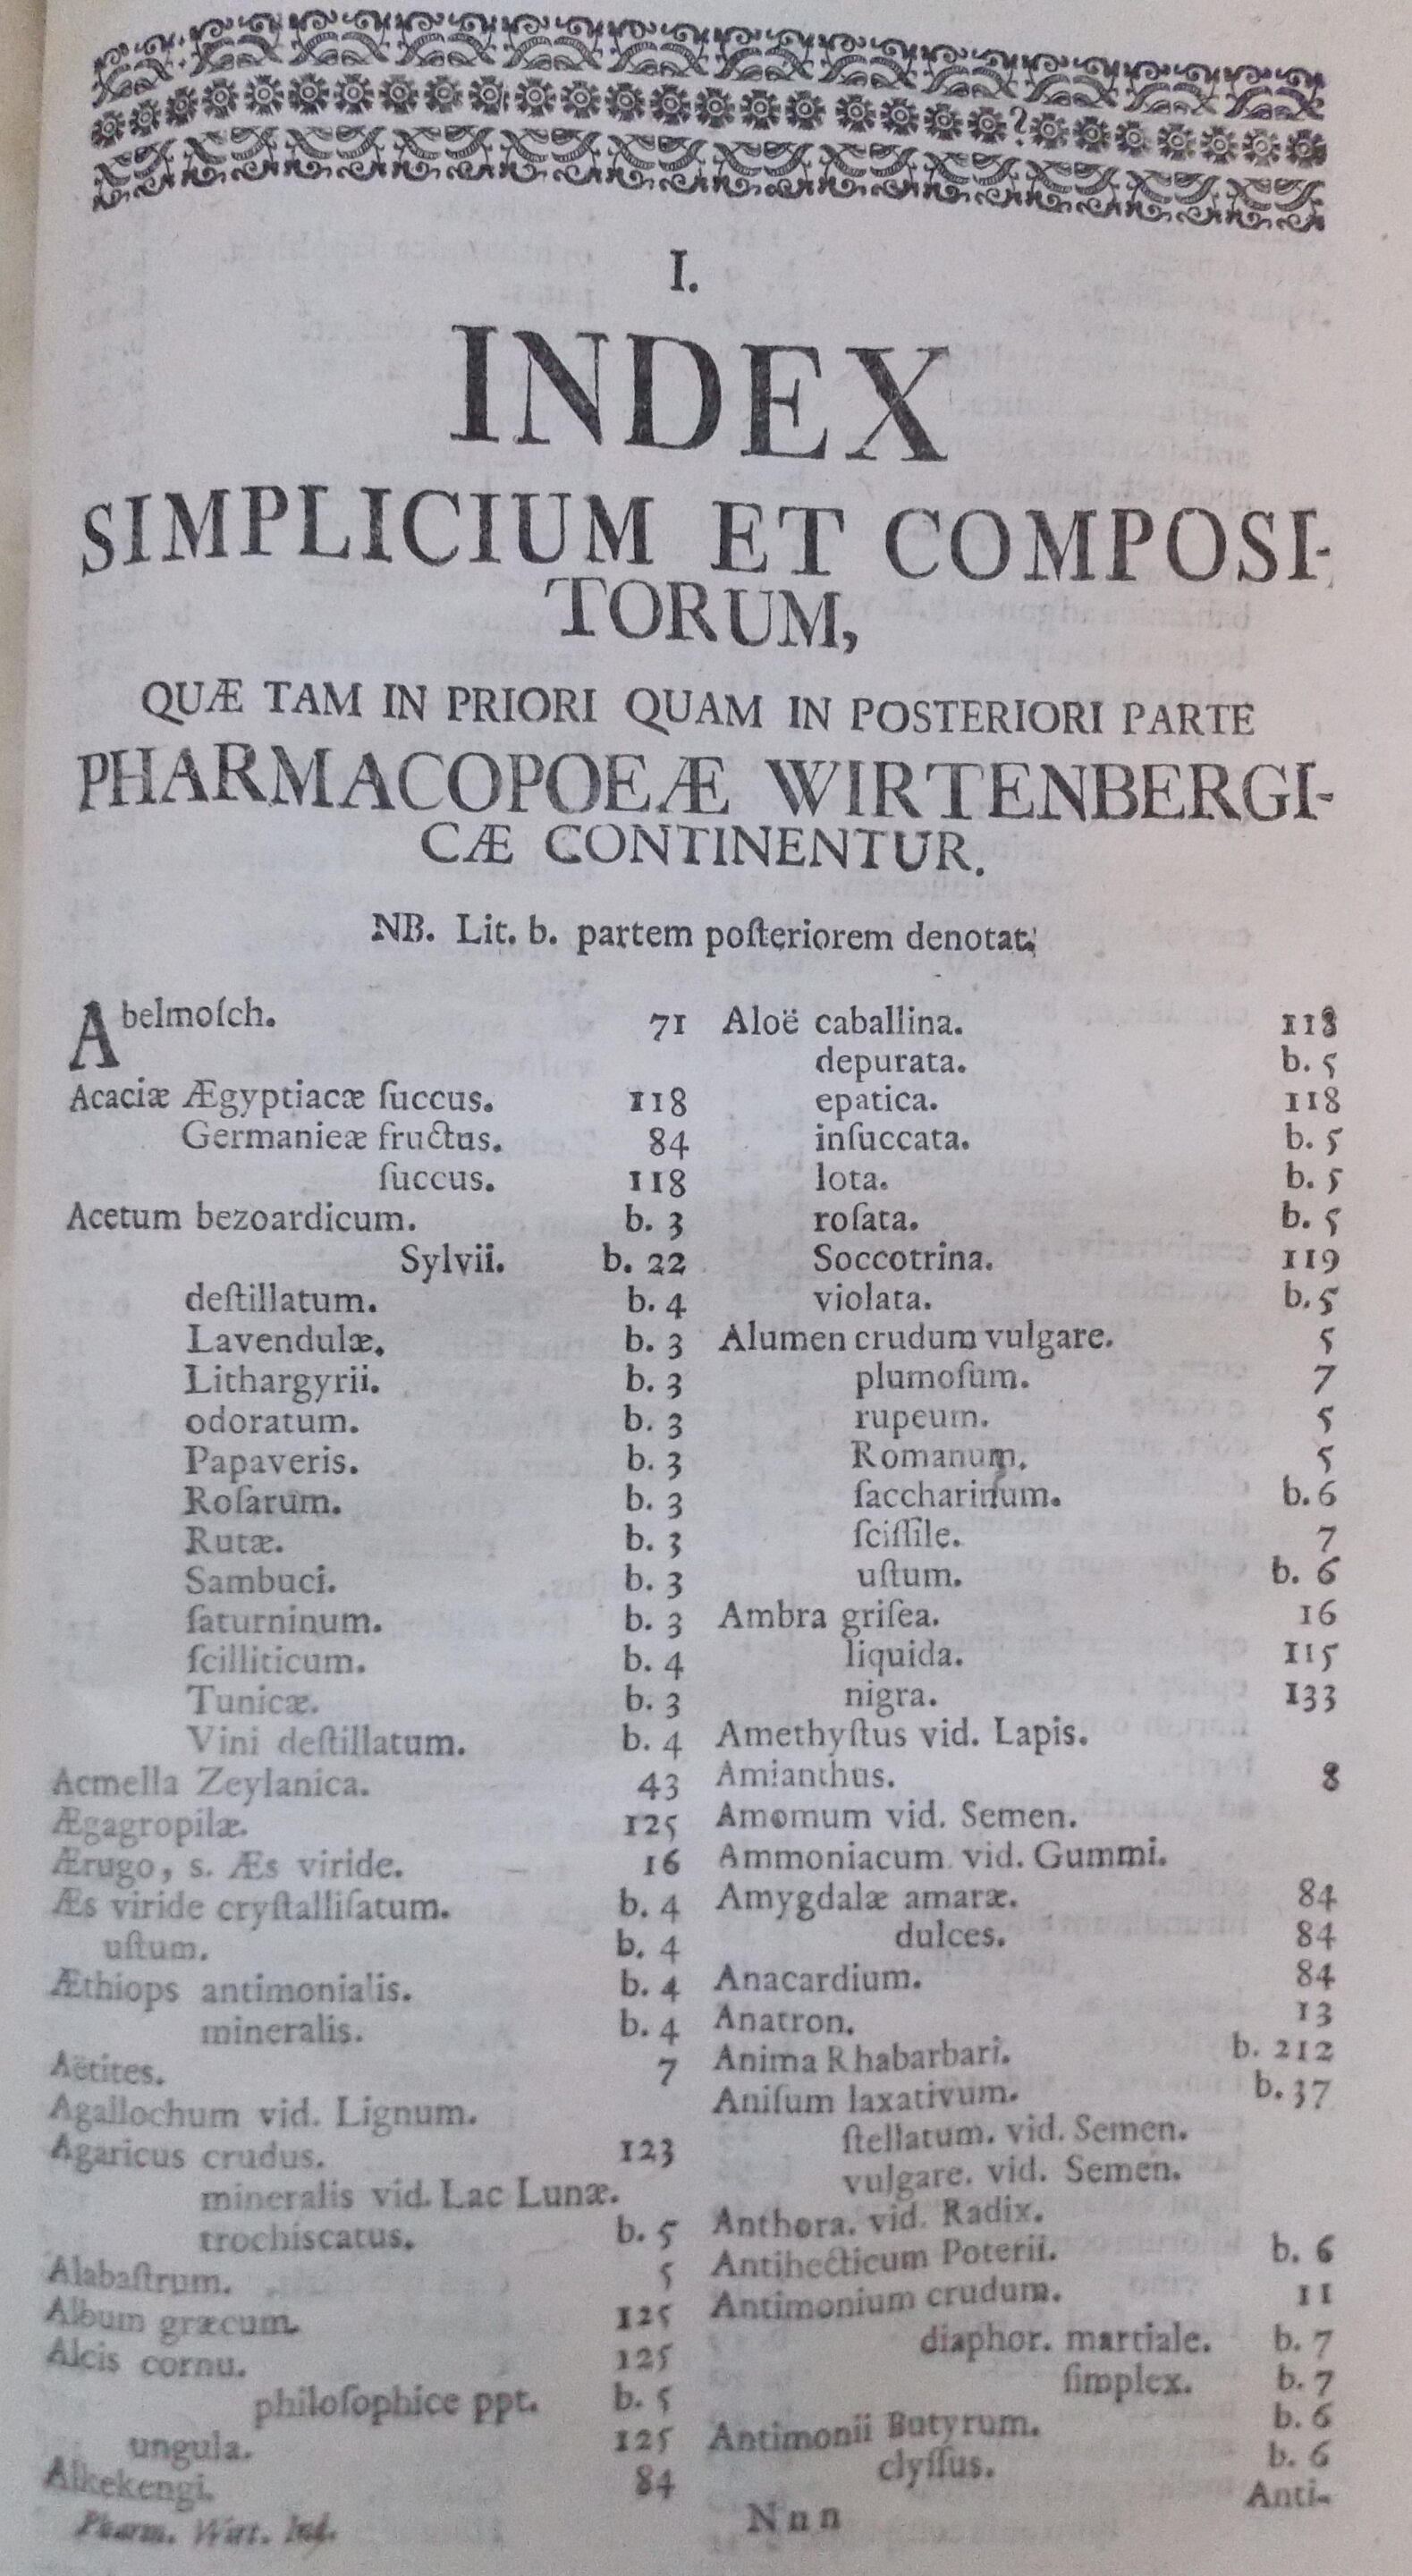 I.
INDEX
SIMPLICIUM ET COMPOSI-
TORUM,
QUÆ TAM IN PRIORI QUAM IN POSTERIORI PARTE
PHARMACOPOEÆ WIRTENBERGI-
CÆ CONTINENTUR.
NB. Lit. b. partem poſteriorem denotat.
Abelmoſch. 71
Acaciæ Ægyptiacæ ſuccus. 118
Germanieæ fructus. 84
ſuccus. 118
Acetum bezoardicum. b. 3
Sylvii. b. 22
deſtillatum. b. 4
Lavendulæ. b. 3
Lithargyrii. b. 3
odoratum. b. 3
Papaveris. b. 3
Roſarum. b. 3
Rutæ. b. 3
Sambuci. b. 3
ſaturninum. b. 3
ſcilliticum. b. 4
Tunicæ. b. 3
Vini deſtillatum. b. 4
Acmella Zeylanica. 43
Ægagropilæ. 125
Ærugo, s. Æs viride. 16
Æs viride cryſtalliſatum. b. 4
uſtum. b. 4
Æthiops antimonialis. b. 4
mineralis. b. 4
Aëtites. 7
Agallochum vid. Lignum.
Agaricus crudus. 123
mineralis vid. Lac Lunæ.
trochiscatus. b. 5
Alabaſtrum. 5
Album græcum. 125
Alcis cornu. 125
philoſophice ppt. b. 5
ungula. 125
Alkekengi. 84
Pharm. Wirt. Ind.
Aloë caballina. 118
depurata. b. 5
epatica. 118
inſuccata. b. 5
lota. b. 5
roſata. b. 5
Soccotrina. 119
violata. b. 5
Alumen crudum vulgare. 5
plumoſum. 7
rupeum. 5
Romanum. 5
ſaccharinum. b. 6
ſciſſile. 7
uſtum. b. 6
Ambra griſea. 16
liquida. 115
nigra. 133
Amethyſtus vid. Lapis.
Amianthus. 8
Amomum vid. Semen.
Ammoniacum vid. Gummi.
Amygdalæ amaræ. 84
dulces. 84
Anacardium. 84
Anatron. 13
Anima Rhabarbari. b. 212
Aniſum laxativum. b. 37
ſtellatum. vid. Semen.
vulgare. vid. Semen.
Anthora. vid. Radix.
Antihecticum Poterii. b. 6
Antimonium crudum. 11
diaphor. martiale. b. 7
ſimplex. b. 7
Antimonii Butyrum. b. 6
clyſſus. b. 6
Nnn
Anti-